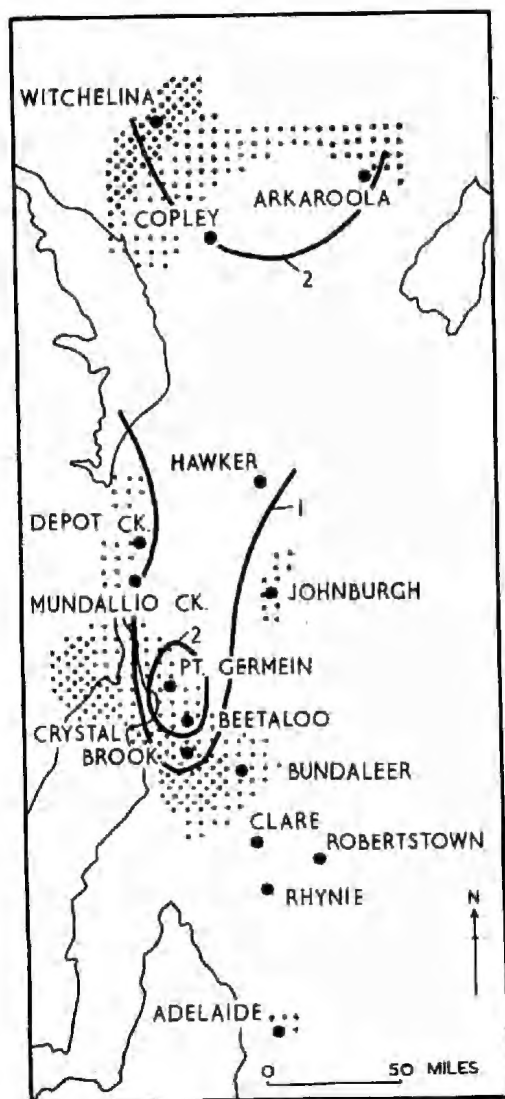 WITCHELINA
ARKAROOLA
COPLEY
2
HAWKER
1
DEPOT CK.
JOHNBURGH
MUNDALLIO CK.
2
PT. GERMEIN
CRYSTAL
BROOK
BEETALOO
BUNDALEER
CLARE
ROBERTSTOWN
RHYNIE
N
ADELAIDE
0 50 MILES